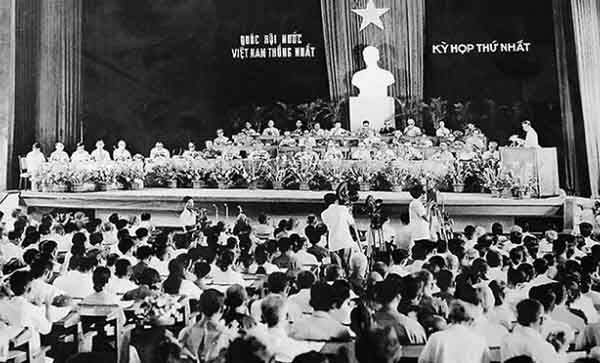 QUỐC HỘI NƯỚC
VIỆT NAM THỐNG NHẤT
KỲ HỌP THỨ NHẤT